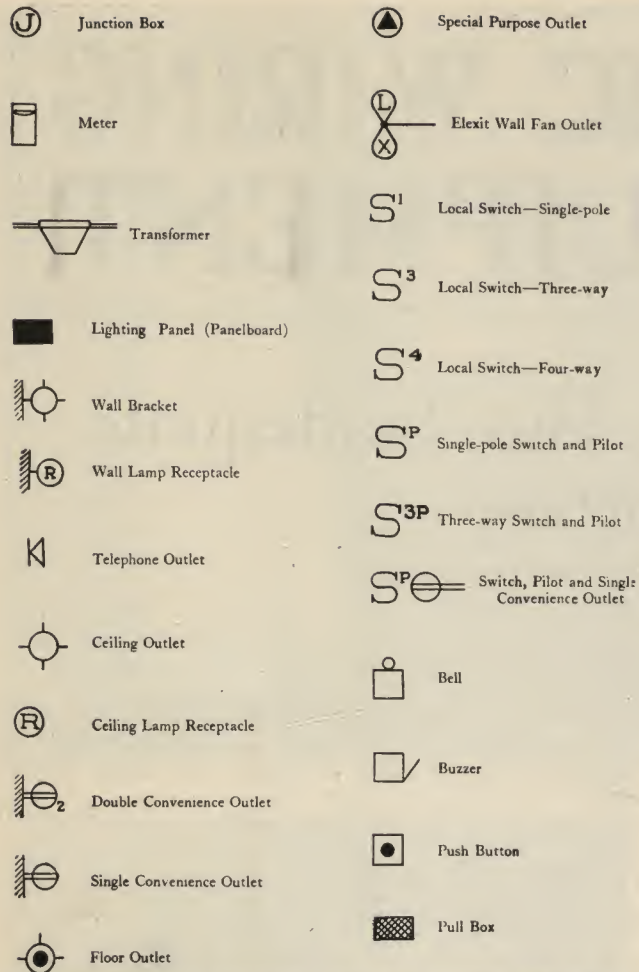 J Junction Box
Meter
Transformer
Lighting Panel (Panelboard)
Wall Bracket
R Wall Lamp Receptacle
Telephone Outlet
Ceiling Outlet
R Ceiling Lamp Receptacle
2 Double Convenience Outlet
Single Convenience Outlet
Floor Outlet
Special Purpose Outlet
L
X
Elexit Wall Fan Outlet
S1 Local Switch—Single-pole
S3 Local Switch—Three-way
S4 Local Switch—Four-way
SP Single-pole Switch and Pilot
S3P Three-way Switch and Pilot
SP Switch, Pilot and Single
Convenience Outlet
Bell
Buzzer
Push Button
Pull Box